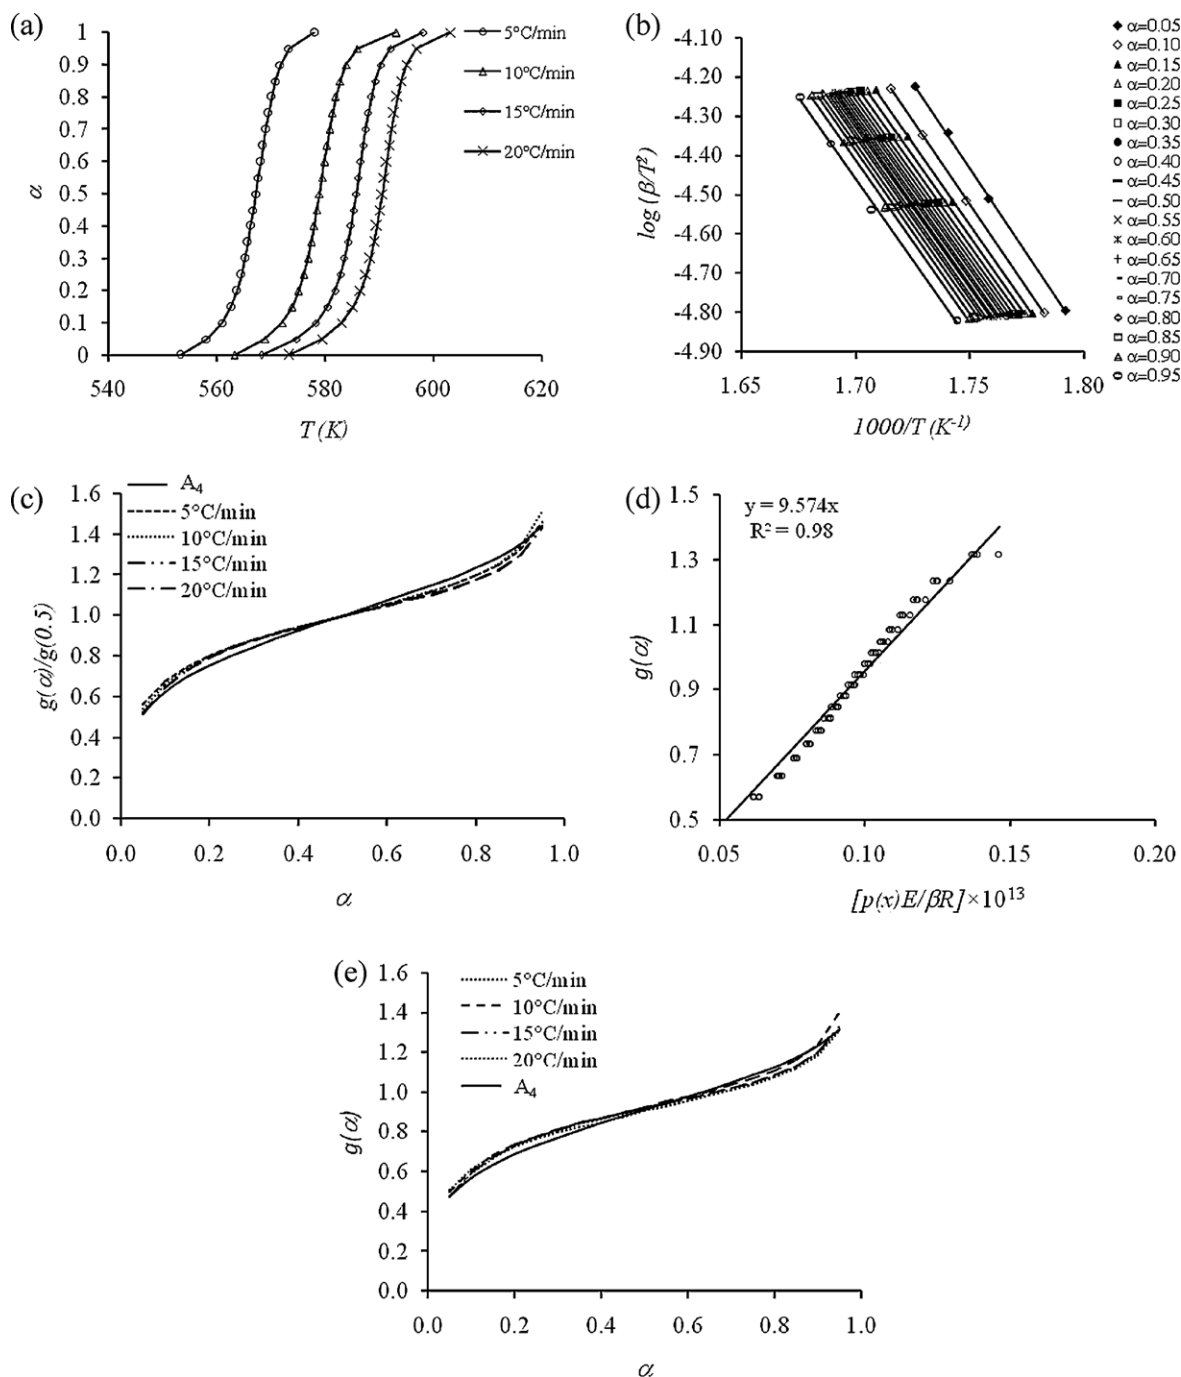 (a)
1
0.9
0.8
0.7
0.6
0.5
0.4
0.3
0.2
0.1
0
α
540
560
580
600
620
T (K)
5°C/min
10°C/min
15°C/min
20°C/min
(b)
-4.10
-4.20
-4.30
-4.40
-4.50
-4.60
-4.70
-4.80
-4.90
log (β/T²)
1.65
1.70
1.75
1.80
1000/T (K⁻¹)
α=0.05
α=0.10
α=0.15
α=0.20
α=0.25
α=0.30
α=0.35
α=0.40
α=0.45
α=0.50
α=0.55
α=0.60
α=0.65
α=0.70
α=0.75
α=0.80
α=0.85
α=0.90
α=0.95
(c)
1.6
1.4
1.2
1.0
0.8
0.6
0.4
0.2
0.0
g(α)/g(0.5)
0.0
0.2
0.4
0.6
0.8
1.0
α
A₄
5°C/min
10°C/min
15°C/min
20°C/min
(d)
1.5
1.3
1.1
0.9
0.7
0.5
g(α)
y = 9.574x
R² = 0.98
0.05
0.10
0.15
0.20
[p(x)E/βR]×10¹³
(e)
1.6
1.4
1.2
1.0
0.8
0.6
0.4
0.2
0.0
g(α)
5°C/min
10°C/min
15°C/min
20°C/min
A₄
0.0
0.2
0.4
0.6
0.8
1.0
α